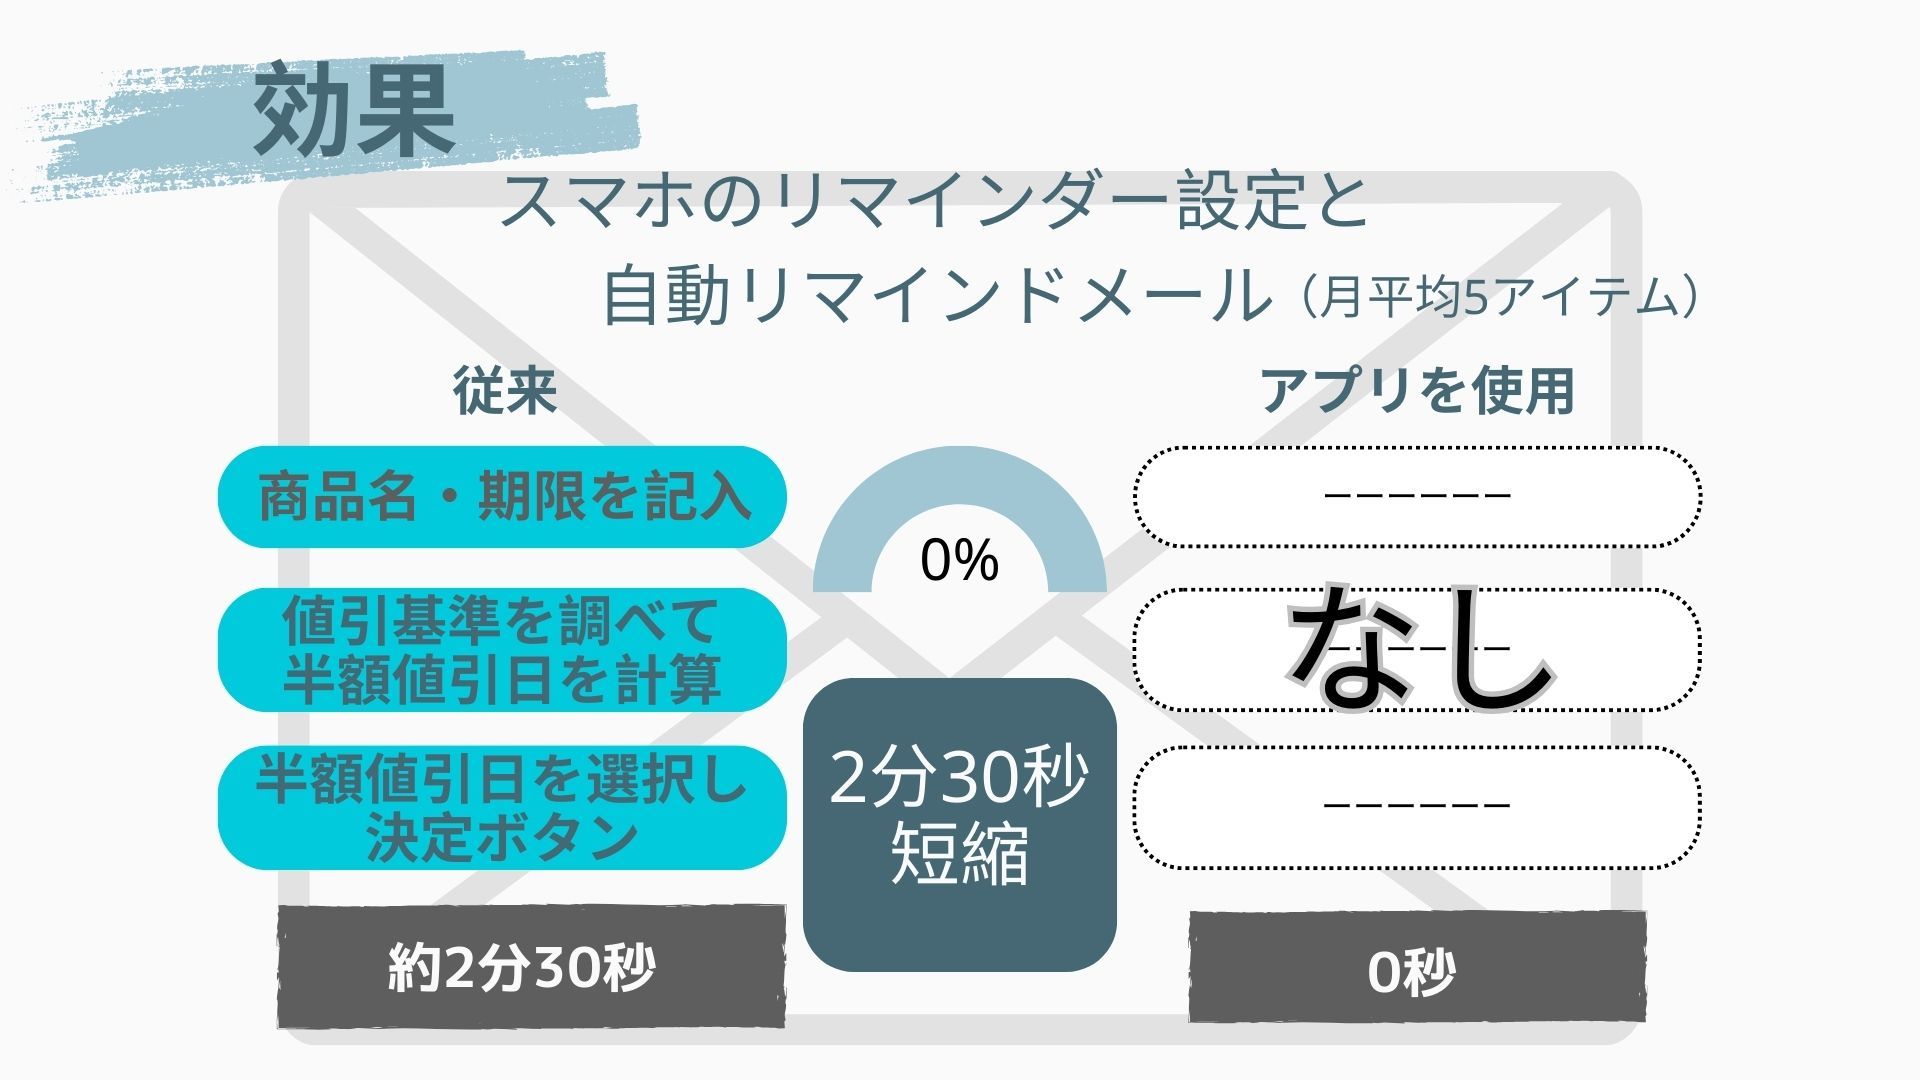 効果
スマホのリマインダー設定と
自動リマインドメール（月平均5アイテム）
従来
アプリを使用
商品名・期限を記入
値引基準を調べて
半額値引日を計算
半額値引日を選択し
決定ボタン
約2分30秒
0%
2分30秒
短縮
––––––
––––––
なし
––––––
0秒